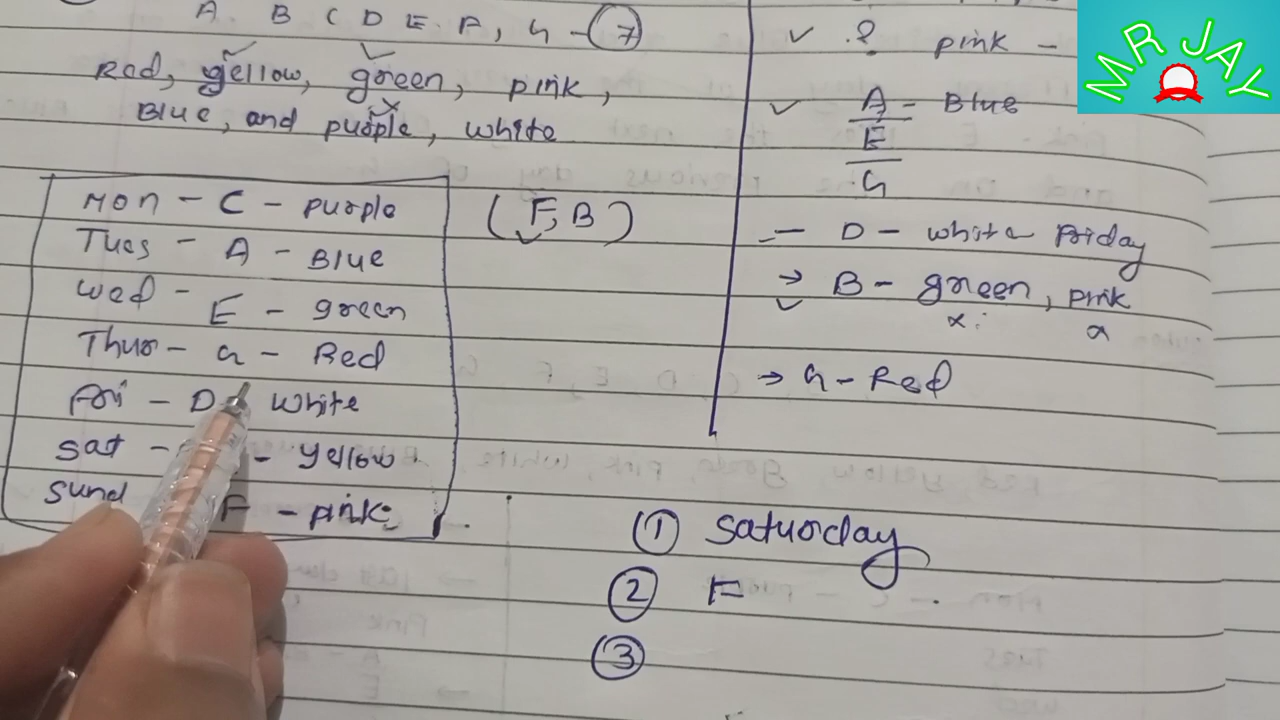 A. B C D E F, G - 7
Red, yellow, green, pink,
Blue, and purple, white
Mon - C - purple
Tues - A - Blue
wed - E - green
Thur - G - Red
Fri - D - White
Sat - - yellow
Sund F - pink
(F, B)
? pink -
A - Blue
E
G
- D - white Friday
→ B - green, pink
x a
→ G - Red
① Saturday
② F
③
MR JAY